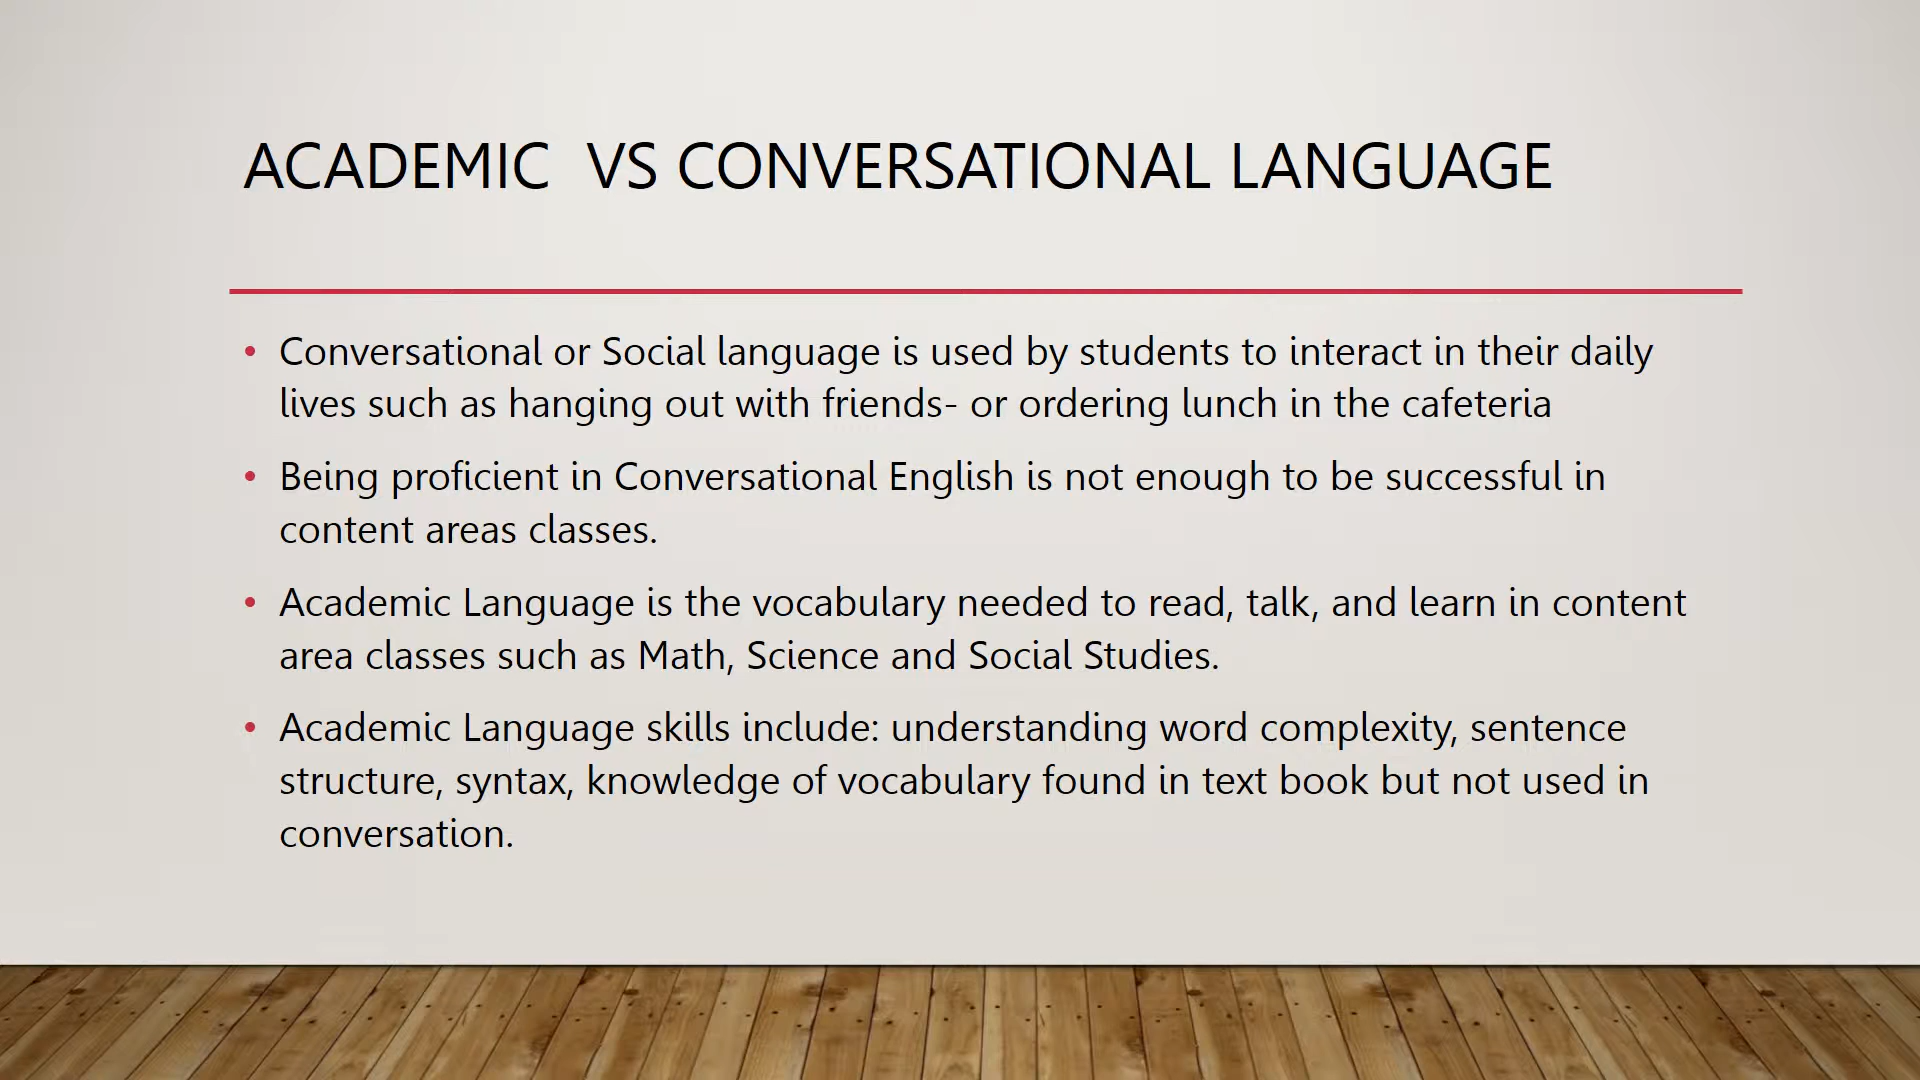 ACADEMIC  VS CONVERSATIONAL LANGUAGE
• Conversational or Social language is used by students to interact in their daily
lives such as hanging out with friends- or ordering lunch in the cafeteria
• Being proficient in Conversational English is not enough to be successful in
content areas classes.
• Academic Language is the vocabulary needed to read, talk, and learn in content
area classes such as Math, Science and Social Studies.
• Academic Language skills include: understanding word complexity, sentence
structure, syntax, knowledge of vocabulary found in text book but not used in
conversation.